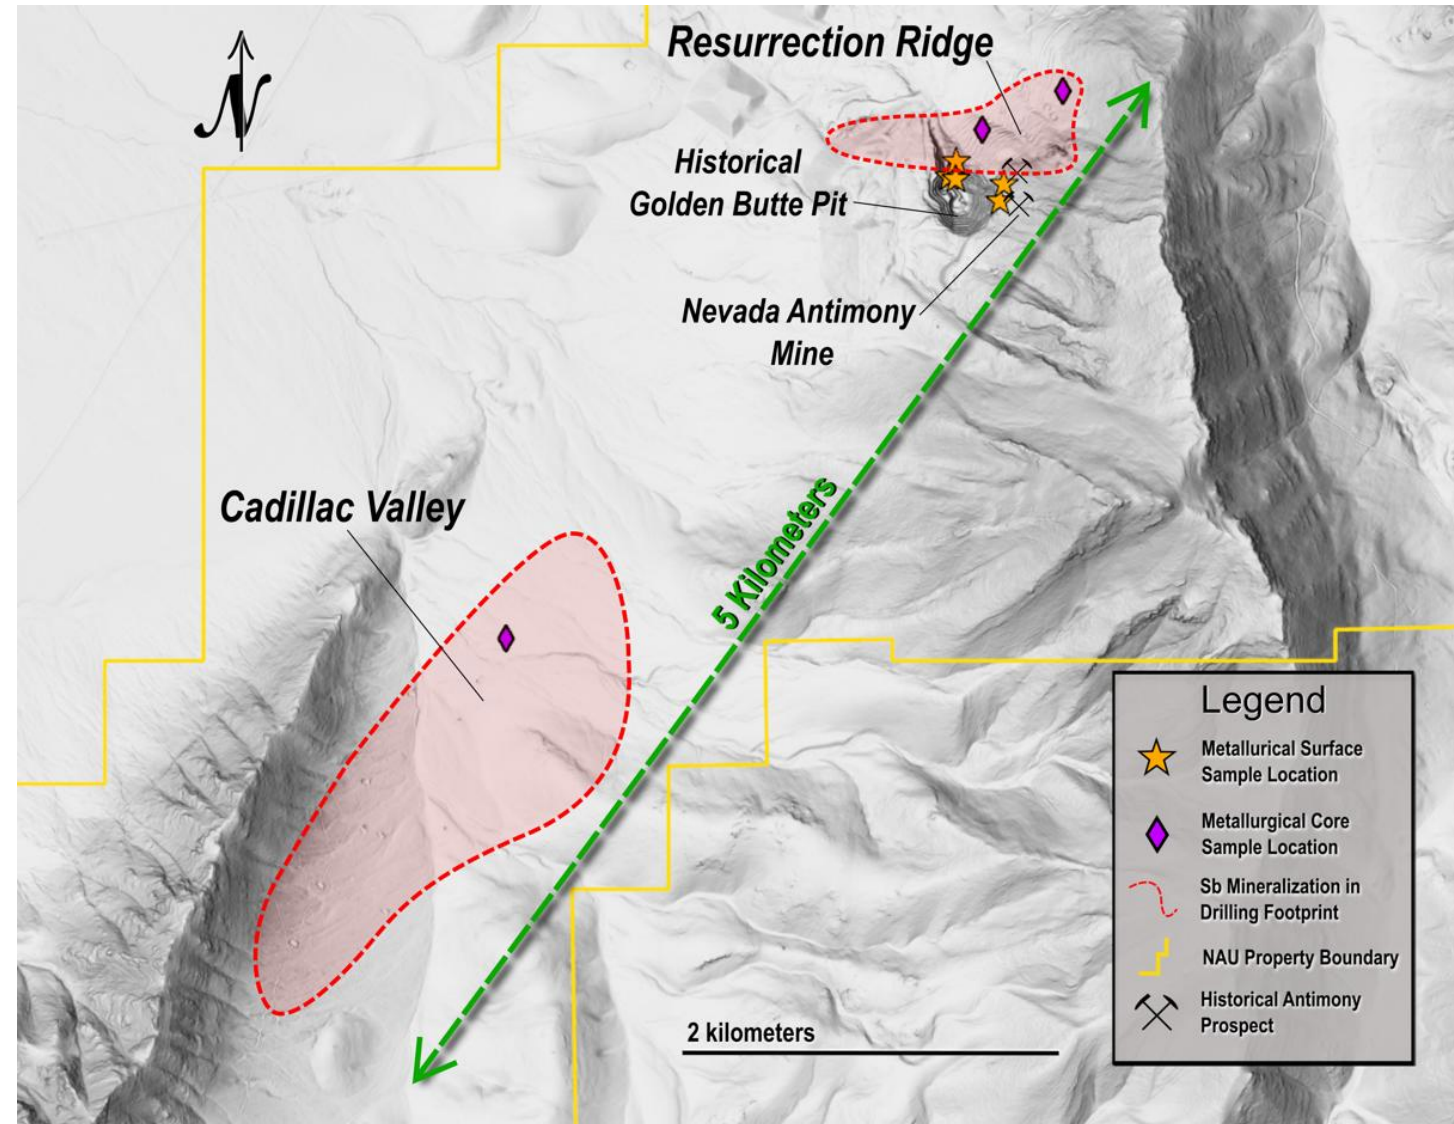 N
Resurrection Ridge
Historical
Golden Butte Pit
Nevada Antimony
Mine
Cadillac Valley
5 Kilometers
2 kilometers
Legend
Metallurical Surface
Sample Location
Metallurgical Core
Sample Location
Sb Mineralization in
Drilling Footprint
NAU Property Boundary
Historical Antimony
Prospect